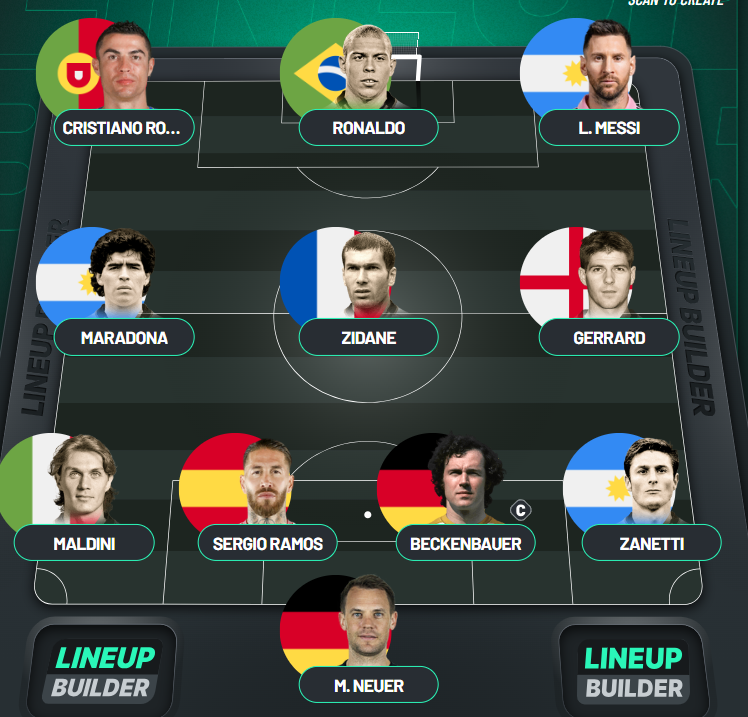 SCAN TO CREATE
CRISTIANO RO...
RONALDO
L. MESSI
LINEUP BUILDER
MARADONA
ZIDANE
GERRARD
LINEUP BUILDER
MALDINI
SERGIO RAMOS
BECKENBAUER
C
ZANETTI
M. NEUER
LINEUP
BUILDER
LINEUP
BUILDER